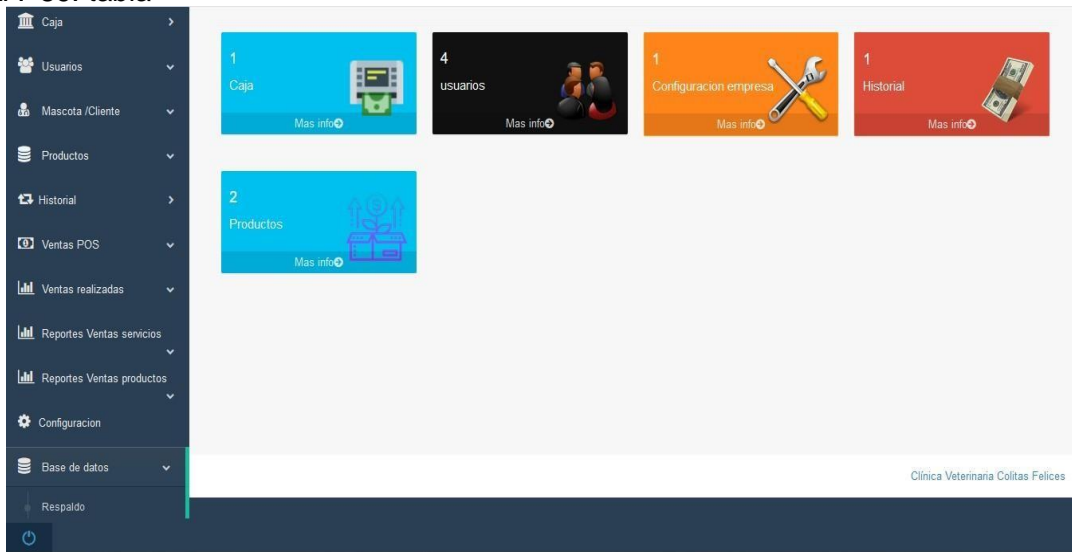 Caja
Usuarios
Mascota /Cliente
Productos
Historial
Ventas POS
Ventas realizadas
Reportes Ventas servicios
Reportes Ventas productos
Configuracion
Base de datos
Respaldo
1
Caja
Mas info
4
usuarios
Mas info
1
Configuracion empresa
Mas info
1
Historial
Mas info
2
Productos
Mas info
Clínica Veterinaria Colitas Felices